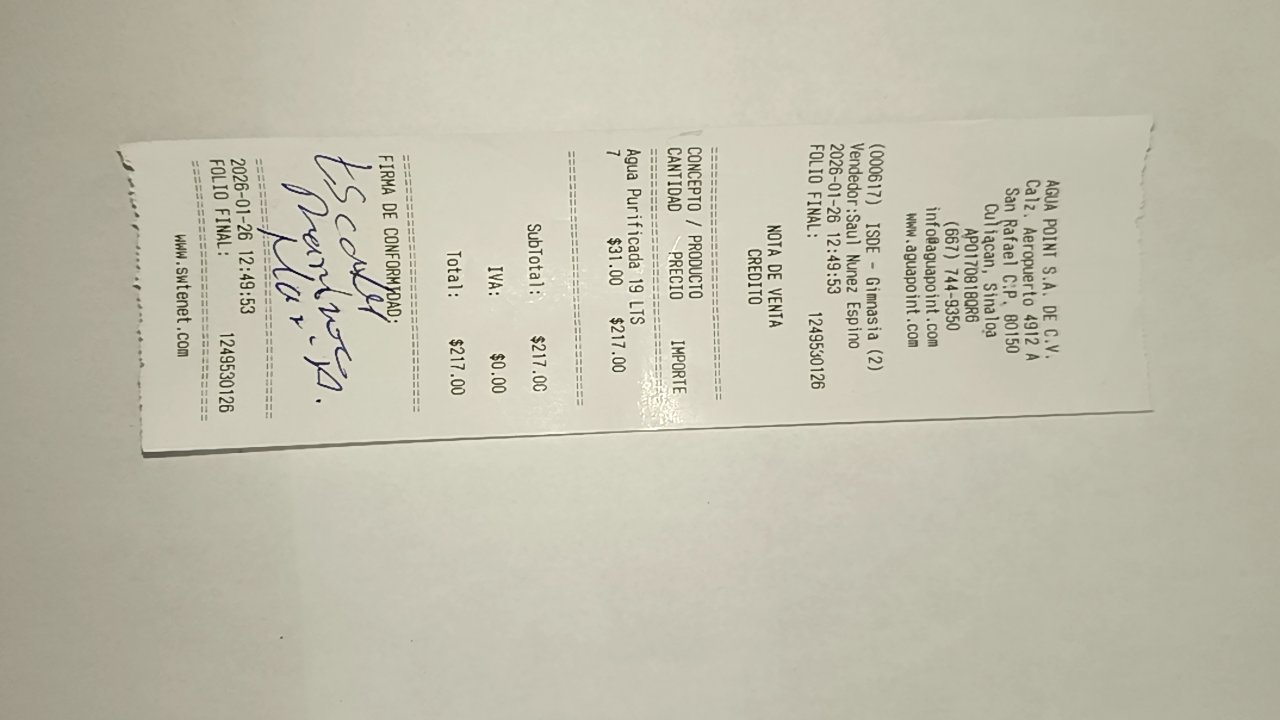 AGUA POINT S.A. DE C.V.
Calz. Aeropuerto 4912 A
San Rafael C.P. 80150
Culiacan, Sinaloa
APO170818QR6
(667) 744-9350
info@aguapoint.com
www.aguapoint.com
(000617) ISDE - Gimnasia (2)
Vendedor:Saul Nunez Espino
2026-01-26 12:49:53
FOLIO FINAL: 1249530126
NOTA DE VENTA
CREDITO
CONCEPTO / PRODUCTO
CANTIDAD PRECIO IMPORTE
Agua Purificada 19 LTS
7 $31.00 $217.00
SubTotal: $217.00
IVA: $0.00
Total: $217.00
FIRMA DE CONFORMIDAD:
2026-01-26 12:49:53
FOLIO FINAL: 1249530126
www.swtenet.com